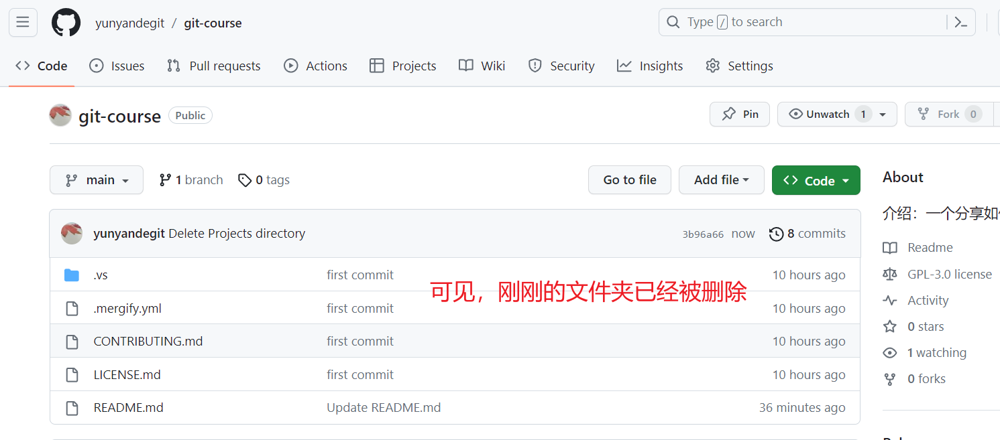 yunyandegit / git-course
Type / to search
Code Issues Pull requests Actions Projects Wiki Security Insights Settings
git-course Public Pin Unwatch 1 Fork 0
main 1 branch 0 tags Go to file Add file Code
yunyandegit Delete Projects directory 3b96a66 now 8 commits
.vs first commit 10 hours ago
可见，刚刚的文件夹已经被删除
.mergify.yml first commit 10 hours ago
CONTRIBUTING.md first commit 10 hours ago
LICENSE.md first commit 10 hours ago
README.md Update README.md 36 minutes ago
About
介绍：一个分享如
Readme
GPL-3.0 license
Activity
0 stars
1 watching
0 forks